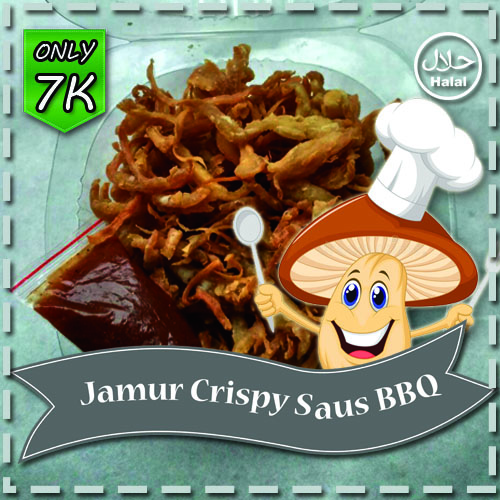 ONLY
7K
حلال
Halal
Jamur Crispy Saus BBQ